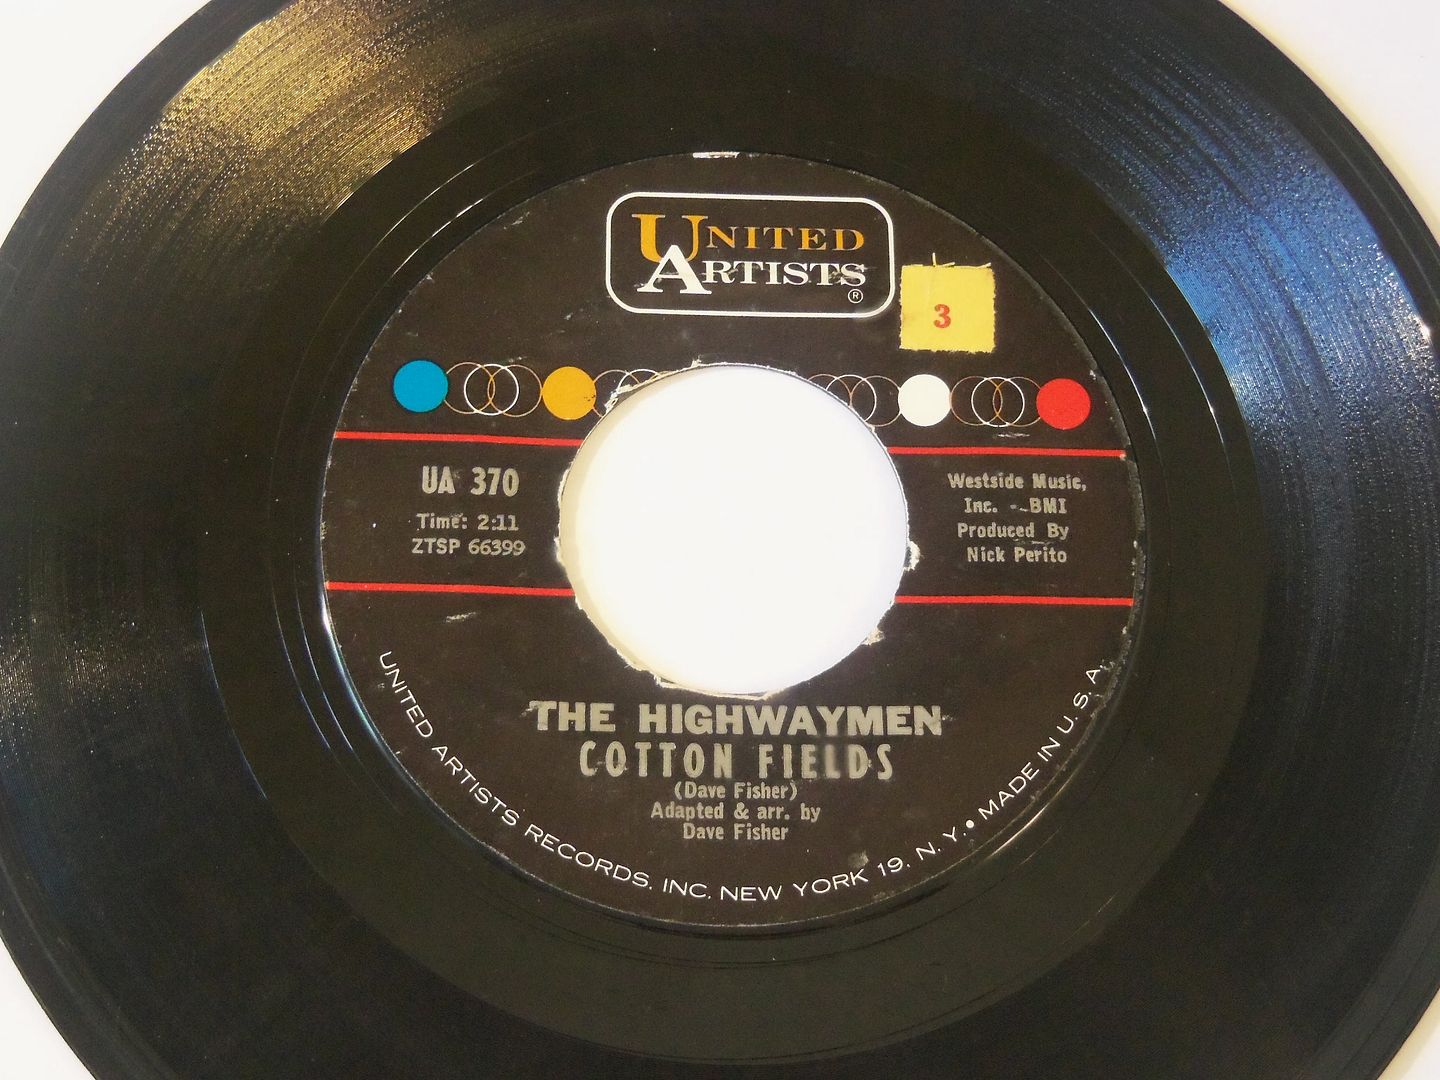 UNITED
ARTISTS
®
3
UA 370
Time: 2:11
ZTSP 66399
Westside Music,
Inc. - BMI
Produced By
Nick Perito
THE HIGHWAYMEN
COTTON FIELDS
(Dave Fisher)
Adapted & arr. by
Dave Fisher
UNITED ARTISTS RECORDS, INC. NEW YORK 19, N. Y. • MADE IN U. S. A.